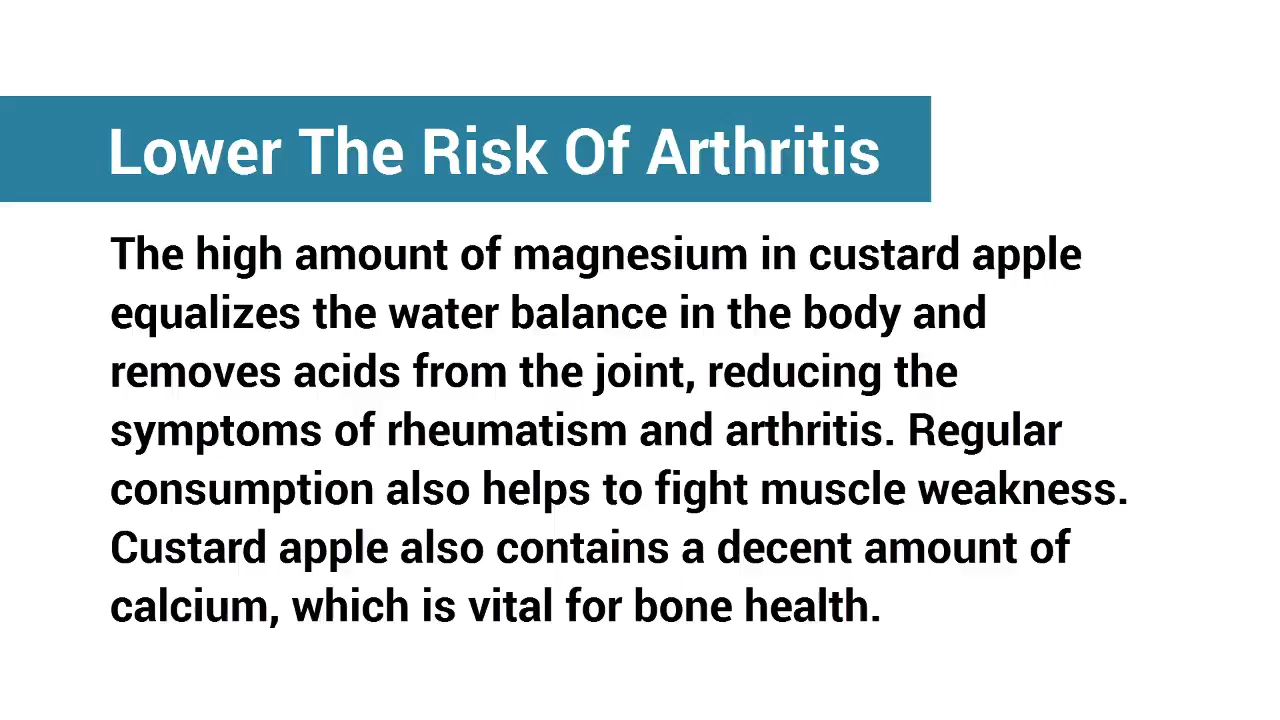 Lower The Risk Of Arthritis
The high amount of magnesium in custard apple
equalizes the water balance in the body and
removes acids from the joint, reducing the
symptoms of rheumatism and arthritis. Regular
consumption also helps to fight muscle weakness.
Custard apple also contains a decent amount of
calcium, which is vital for bone health.